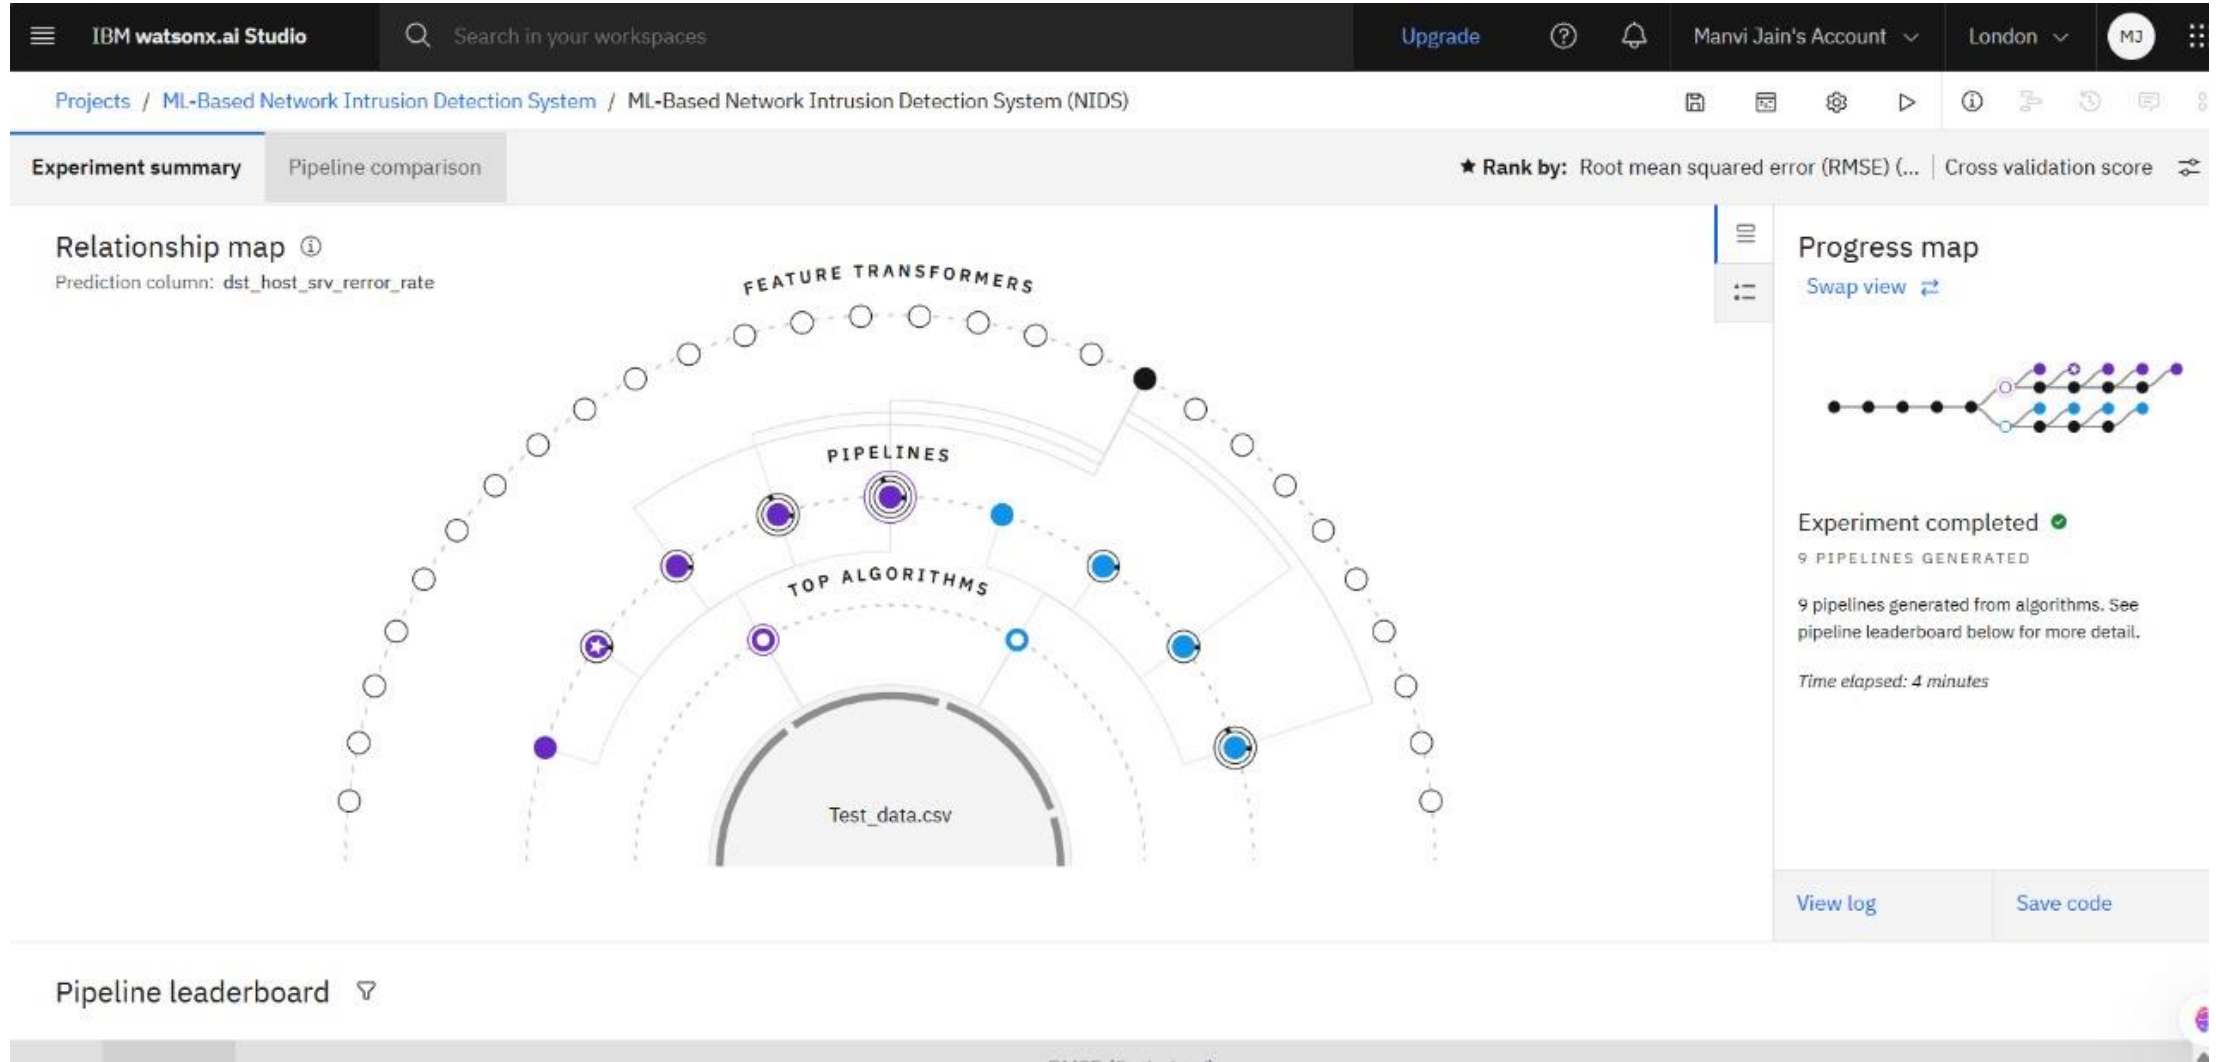 IBM watsonx.ai Studio
Search in your workspaces
Upgrade
Manvi Jain's Account
London
MJ
Projects / ML-Based Network Intrusion Detection System / ML-Based Network Intrusion Detection System (NIDS)
Experiment summary
Pipeline comparison
★ Rank by: Root mean squared error (RMSE) (... | Cross validation score
Relationship map
Prediction column: dst_host_srv_rerror_rate
FEATURE TRANSFORMERS
PIPELINES
TOP ALGORITHMS
Test_data.csv
Progress map
Swap view
Experiment completed
9 PIPELINES GENERATED
9 pipelines generated from algorithms. See
pipeline leaderboard below for more detail.
Time elapsed: 4 minutes
View log
Save code
Pipeline leaderboard